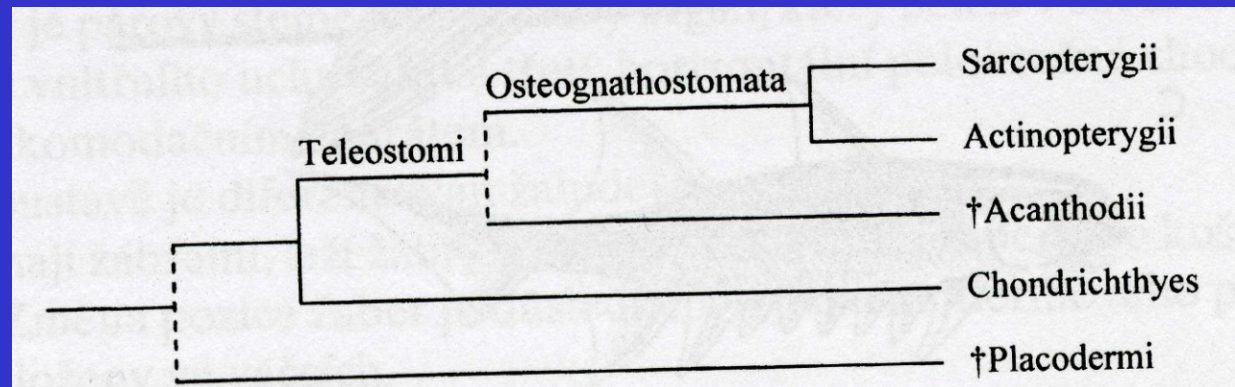 Sarcopterygii
Osteognathostomata
Actinopterygii
Teleostomi
†Acanthodii
Chondrichthyes
†Placodermi